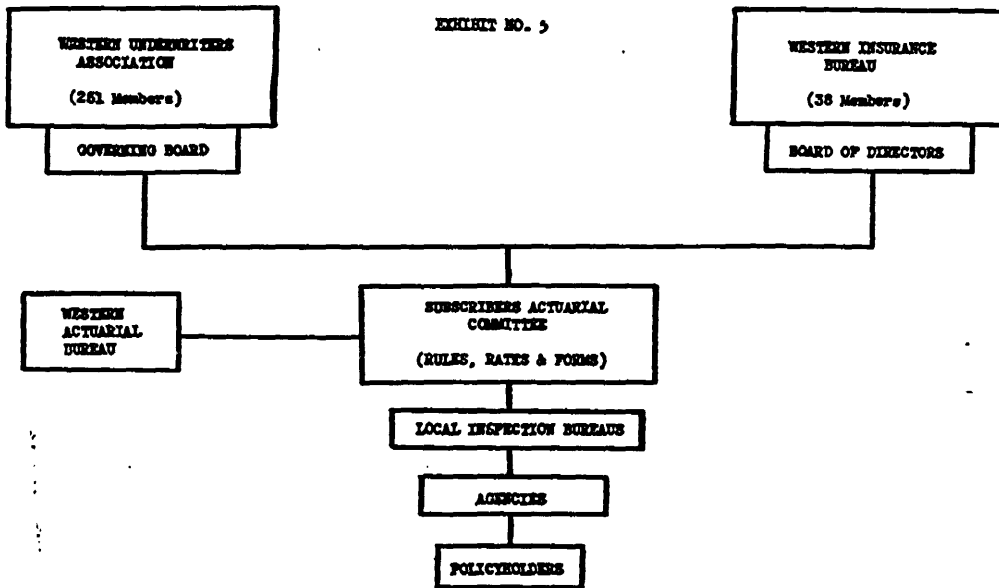 EXHIBIT NO. 5
WESTERN UNDERWRITERS
ASSOCIATION
(261 Members)
GOVERNING BOARD
WESTERN INSURANCE
BUREAU
(38 Members)
BOARD OF DIRECTORS
WESTERN
ACTUARIAL
BUREAU
SUBSCRIBERS ACTUARIAL
COMMITTEE
(RULES, RATES & FORMS)
LOCAL INSPECTION BUREAUS
AGENCIES
POLICYHOLDERS